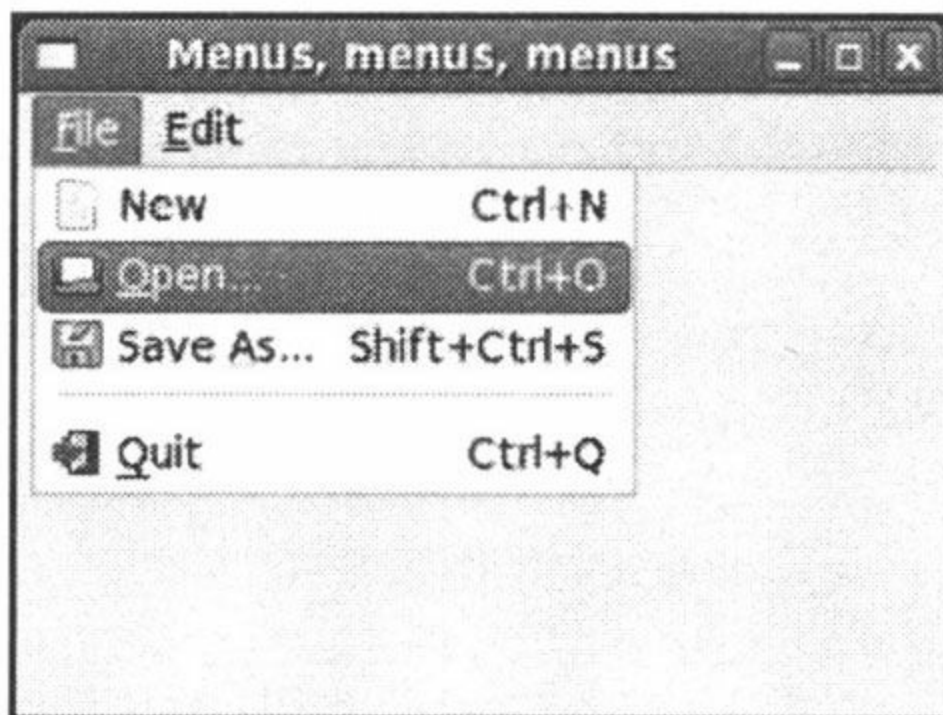 Menus, menus, menus
File Edit
New Ctrl+N
Open... Ctrl+O
Save As... Shift+Ctrl+S
Quit Ctrl+Q